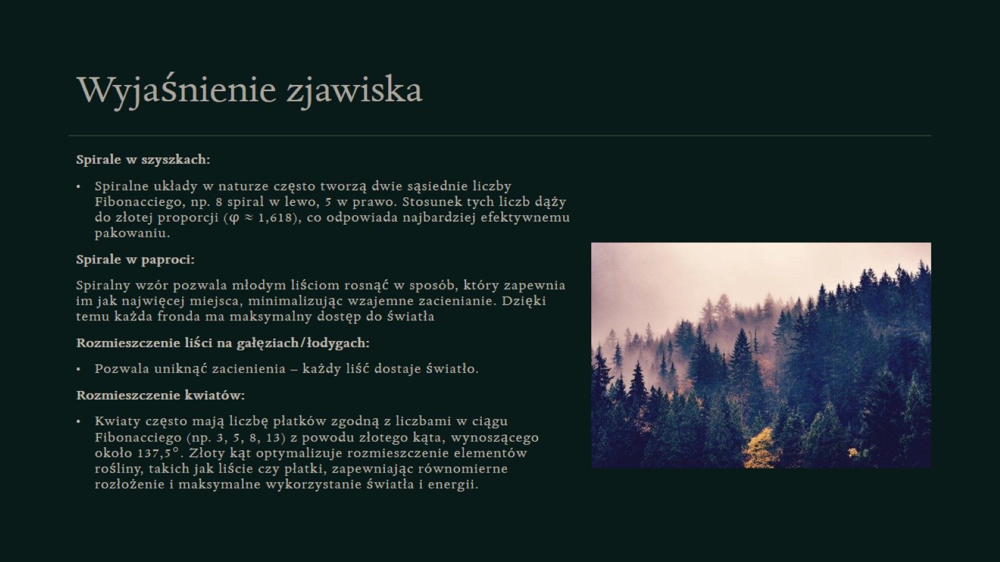 Wyjaśnienie zjawiska
Spirale w szyszkach:
• Spiralne układy w naturze często tworzą dwie sąsiednie liczby
Fibonacciego, np. 8 spiral w lewo, 5 w prawo. Stosunek tych liczb dąży
do złotej proporcji (φ ≈ 1,618), co odpowiada najbardziej efektywnemu
pakowaniu.
Spirale w paproci:
Spiralny wzór pozwala młodym liściom rosnąć w sposób, który zapewnia
im jak najwięcej miejsca, minimalizując wzajemne zacienianie. Dzięki
temu każda fronda ma maksymalny dostęp do światła
Rozmieszczenie liści na gałęziach/łodygach:
• Pozwala uniknąć zacienienia – każdy liść dostaje światło.
Rozmieszczenie kwiatów:
• Kwiaty często mają liczbę płatków zgodną z liczbami w ciągu
Fibonacciego (np. 3, 5, 8, 13) z powodu złotego kąta, wynoszącego
około 137,5°. Złoty kąt optymalizuje rozmieszczenie elementów
rośliny, takich jak liście czy płatki, zapewniając równomierne
rozłożenie i maksymalne wykorzystanie światła i energii.